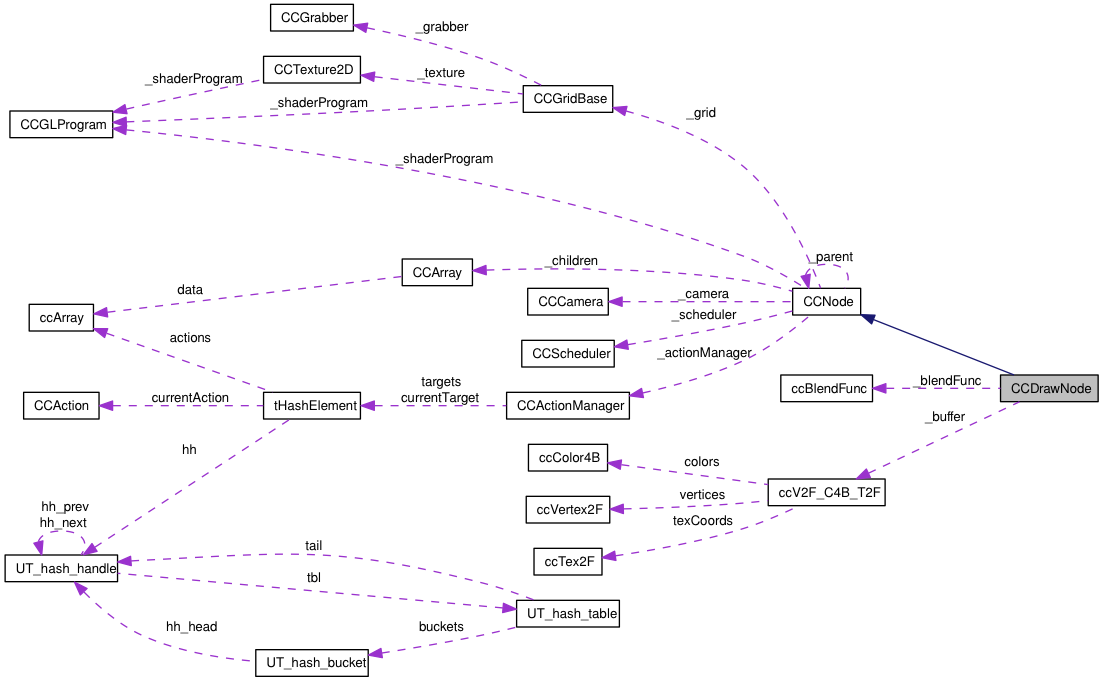 CCGrabber
_grabber
CCTexture2D
_texture
_shaderProgram
CCGridBase
_shaderProgram
CCGLProgram
_grid
_shaderProgram
_parent
_children
CCArray
data
_camera
CCCamera
CCNode
ccArray
_scheduler
actions
CCScheduler
_actionManager
targets
currentTarget
_blendFunc
ccBlendFunc
CCDrawNode
currentAction
CCAction
tHashElement
CCActionManager
_buffer
hh
ccColor4B
colors
ccV2F_C4B_T2F
vertices
ccVertex2F
hh_prev
hh_next
texCoords
tail
ccTex2F
UT_hash_handle
tbl
UT_hash_table
hh_head
buckets
UT_hash_bucket